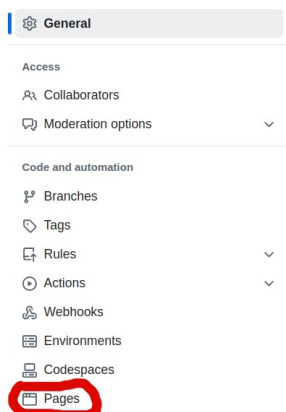 General
Access
Collaborators
Moderation options
Code and automation
Branches
Tags
Rules
Actions
Webhooks
Environments
Codespaces
Pages